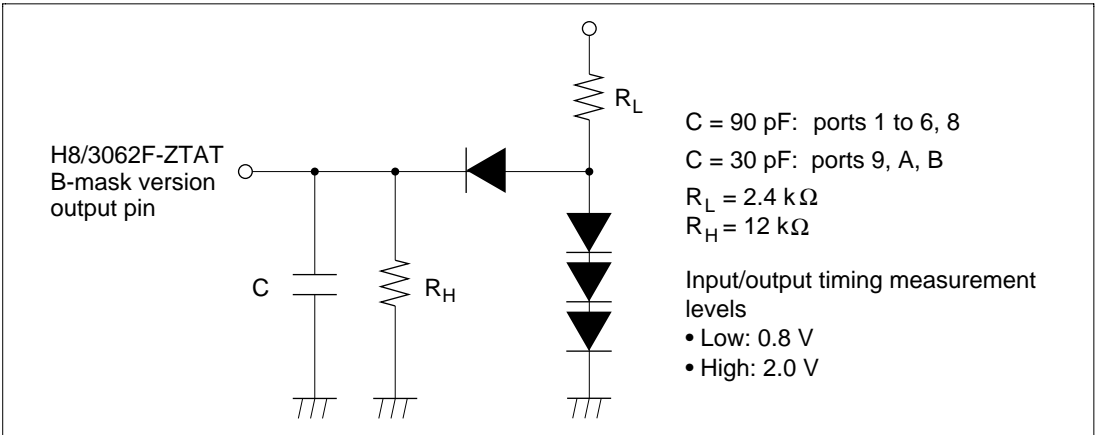 R_L
H8/3062F-ZTAT
B-mask version
output pin
C
R_H
C = 90 pF: ports 1 to 6, 8
C = 30 pF: ports 9, A, B
R_L = 2.4 kΩ
R_H = 12 kΩ
Input/output timing measurement
levels
• Low: 0.8 V
• High: 2.0 V